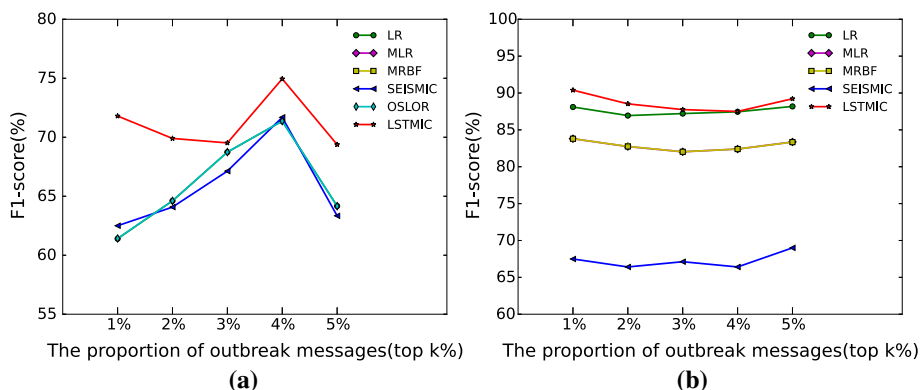 80
75
70
65
60
55
F1-score(%)
1% 2% 3% 4% 5%
The proportion of outbreak messages(top k%)
LR
MLR
MRBF
SEISMIC
OSLOR
LSTMIC
(a)
100
95
90
85
80
75
70
65
60
F1-score(%)
1% 2% 3% 4% 5%
The proportion of outbreak messages(top k%)
LR
MLR
MRBF
SEISMIC
LSTMIC
(b)